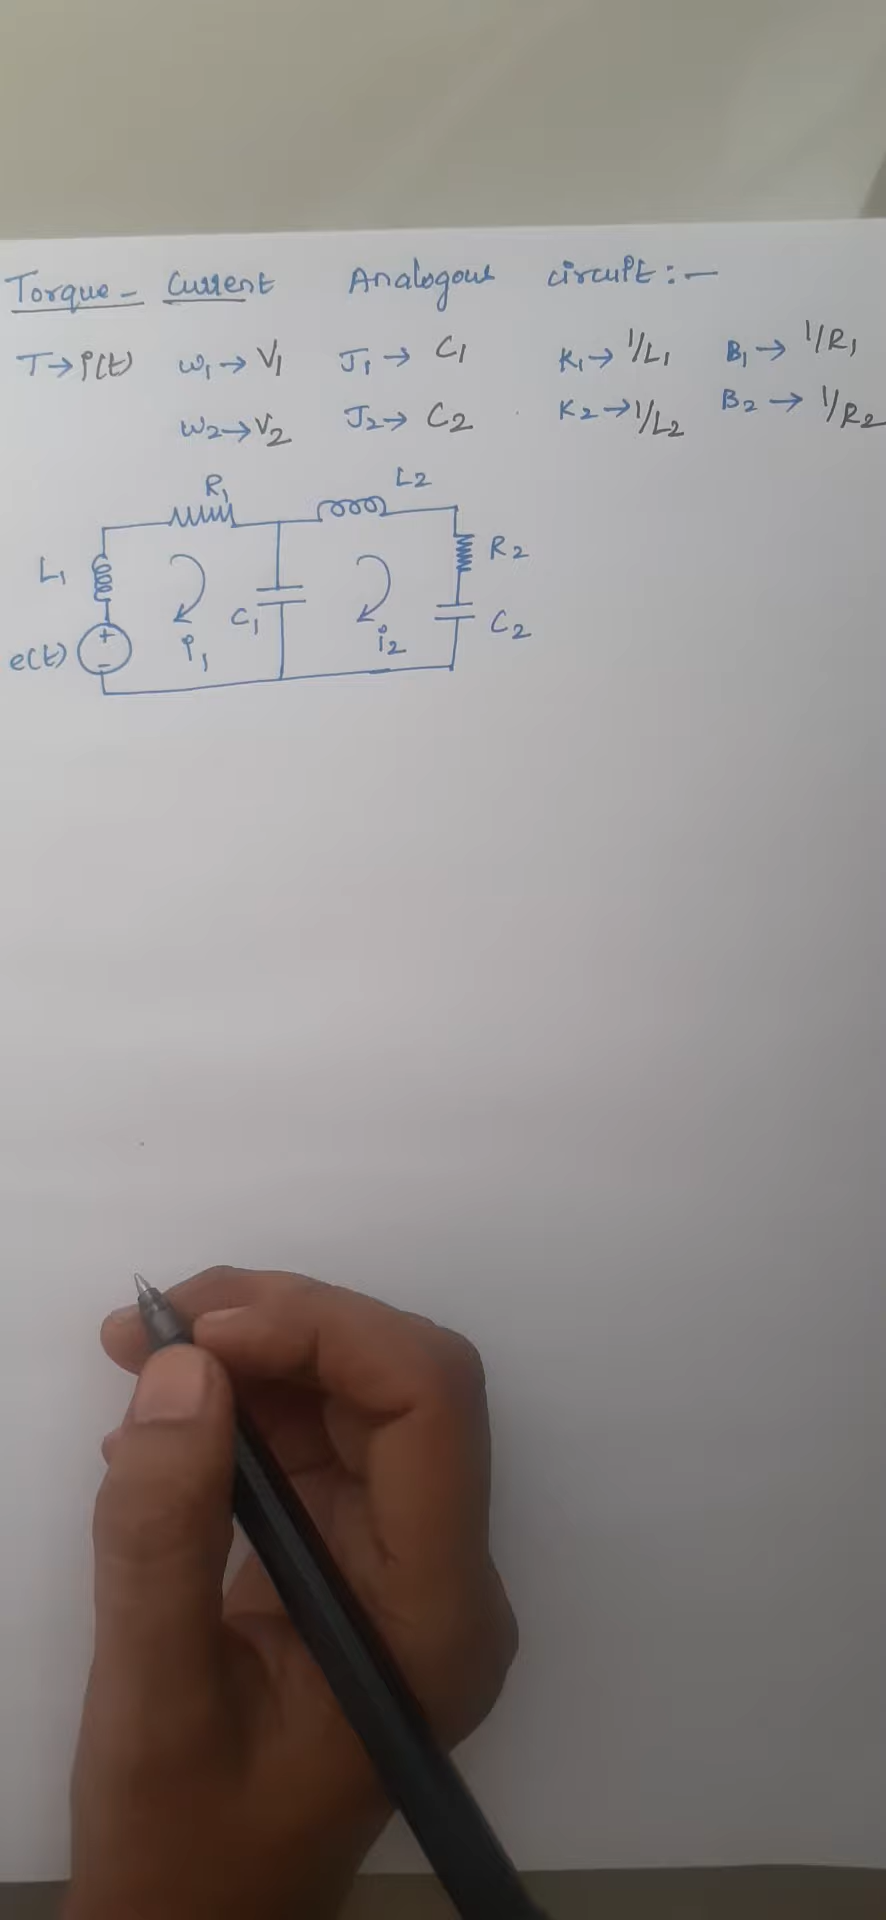 Torque - Current Analogous circuit :-
T→i(t) ω₁→V₁ J₁→C₁ K₁→1/L₁ B₁→1/R₁
ω₂→V₂ J₂→C₂ K₂→1/L₂ B₂→1/R₂
R₁ L₂
L₁ R₂
e(t) + - i₁ C₁ i₂ C₂